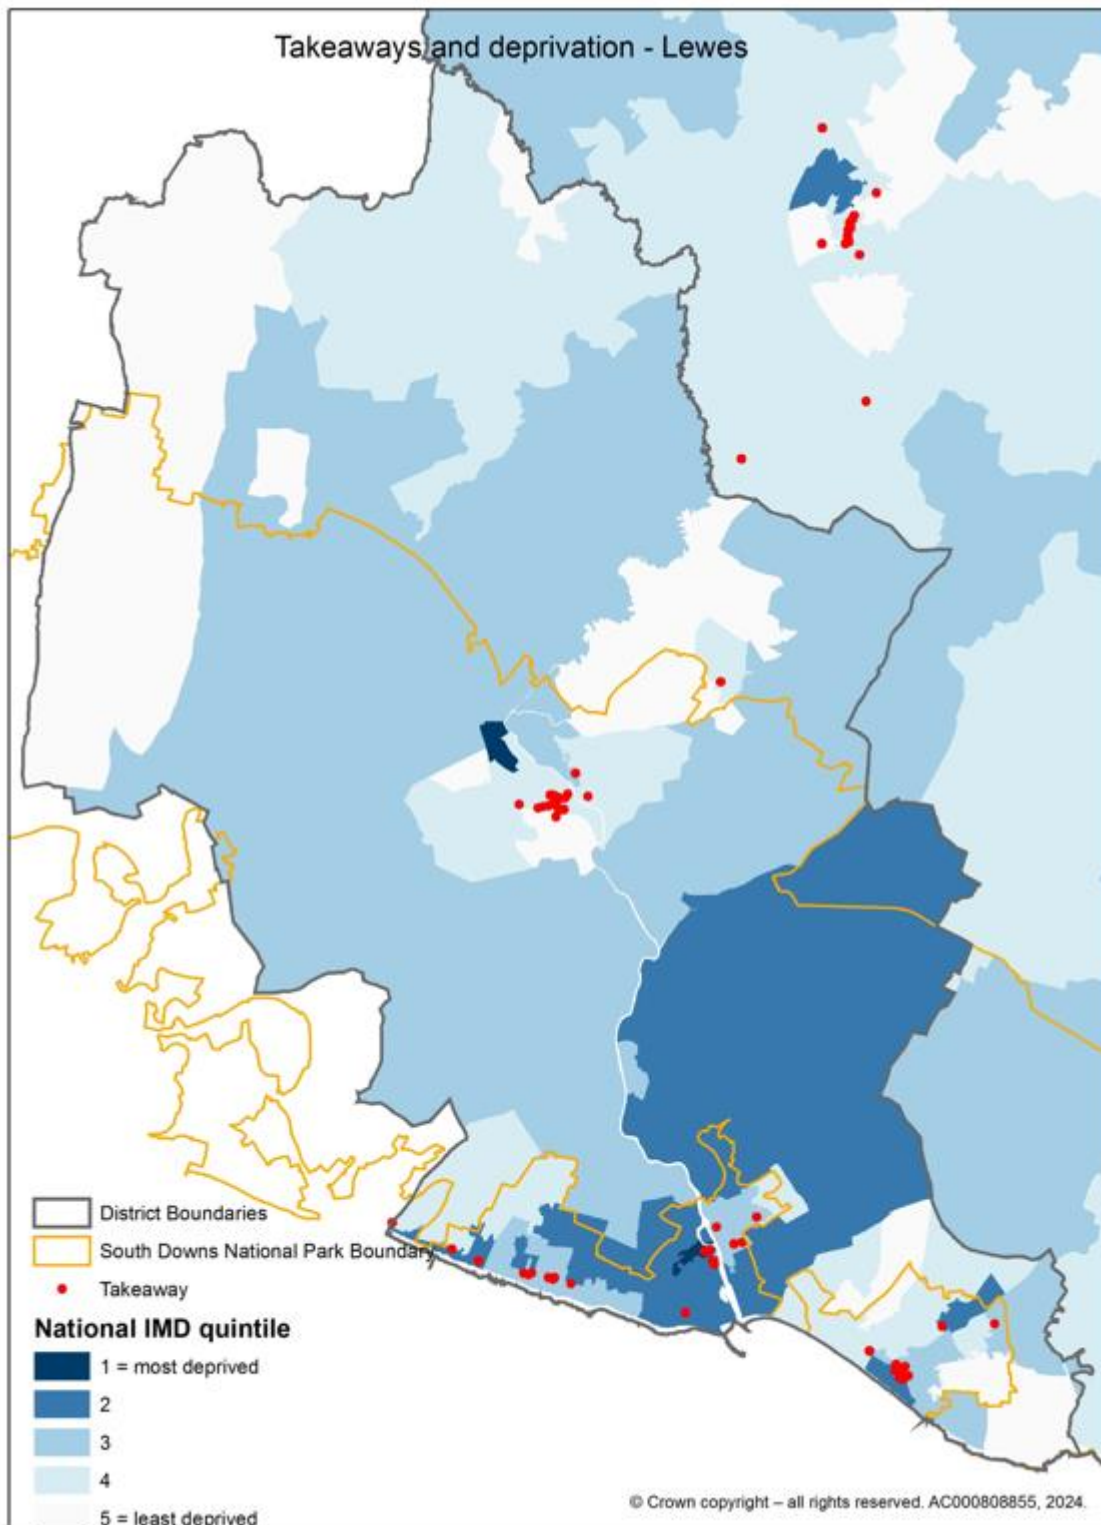 Takeaways and deprivation - Lewes
District Boundaries
South Downs National Park Boundary
Takeaway
National IMD quintile
1 = most deprived
2
3
4
5 = least deprived
© Crown copyright – all rights reserved. AC000808855, 2024.